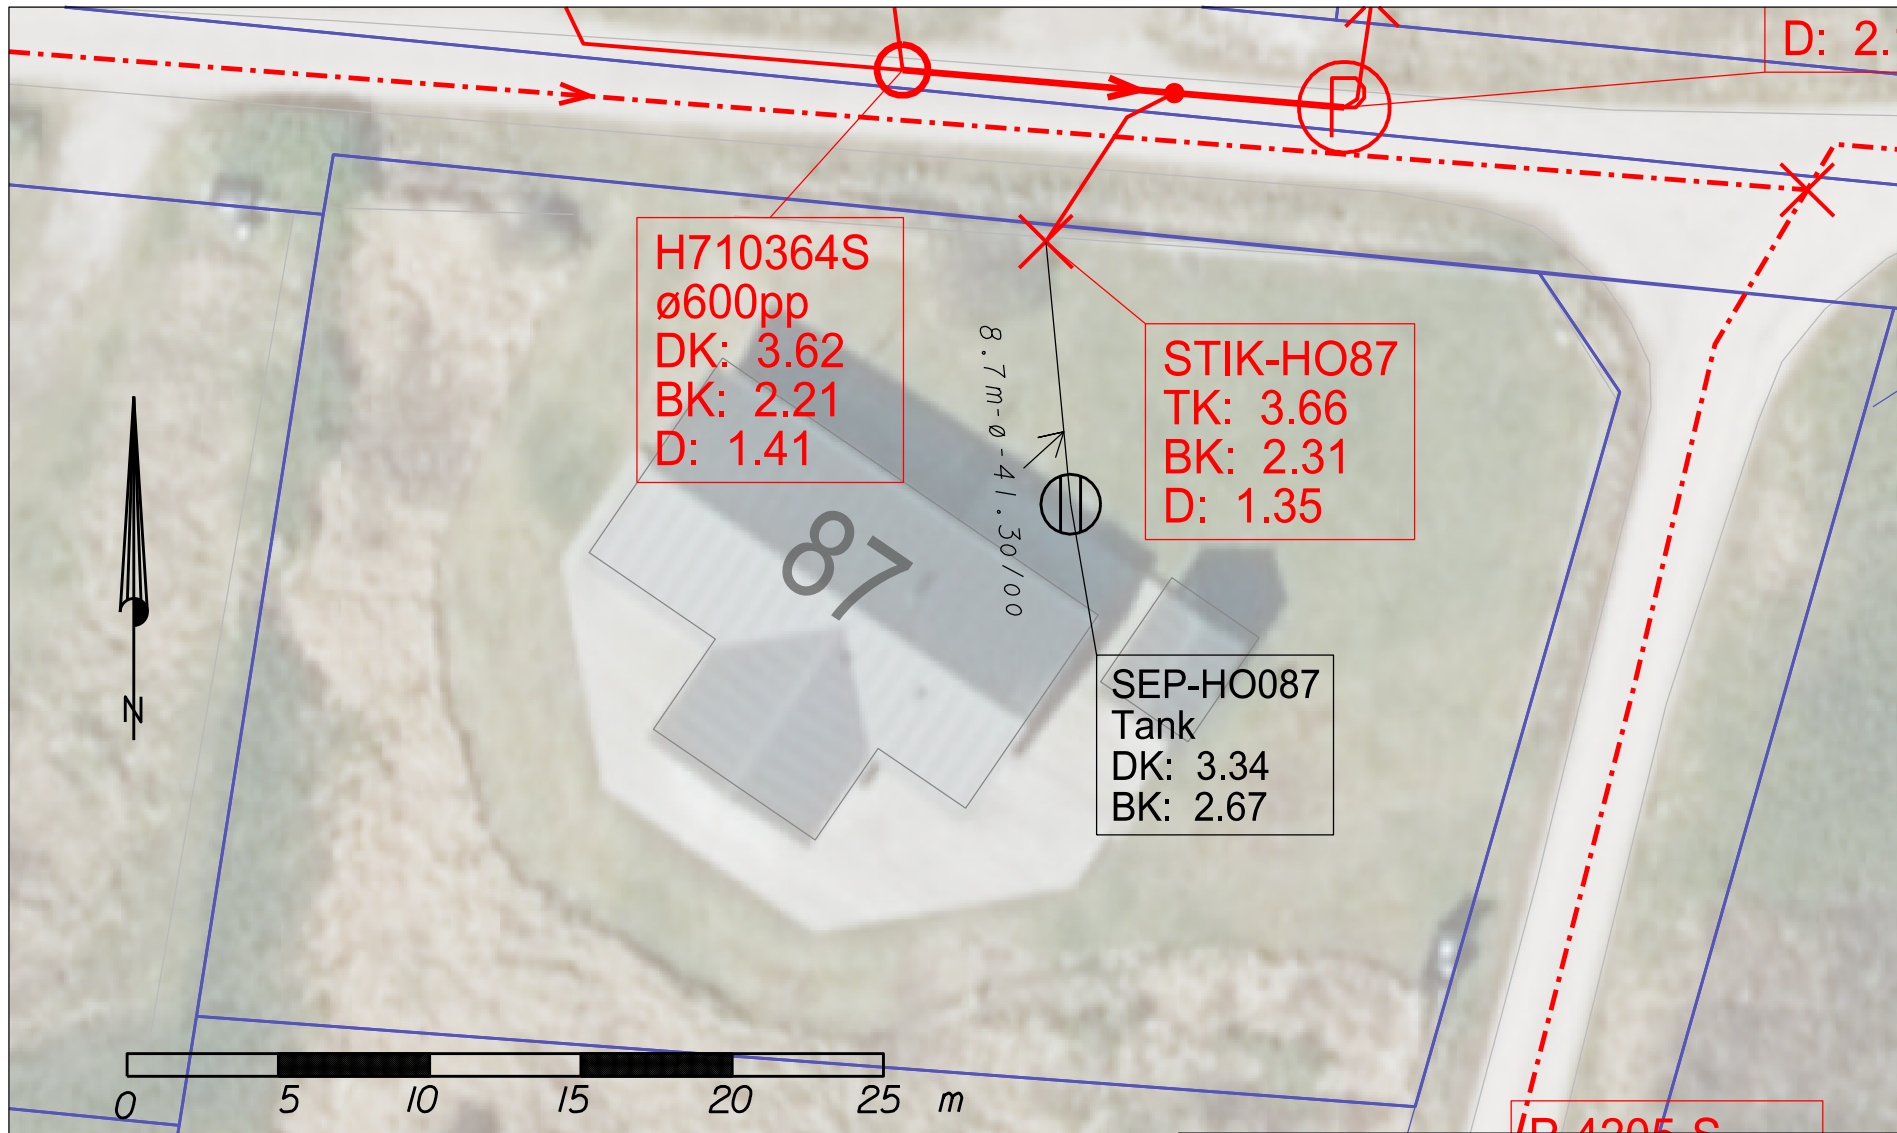 D: 2.
H710364S
ø600pp
DK: 3.62
BK: 2.21
D: 1.41
STIK-HO87
TK: 3.66
BK: 2.31
D: 1.35
8.7m-ø-41.3o/oo
87
SEP-HO087
Tank
DK: 3.34
BK: 2.67
N
0 5 10 15 20 25 m